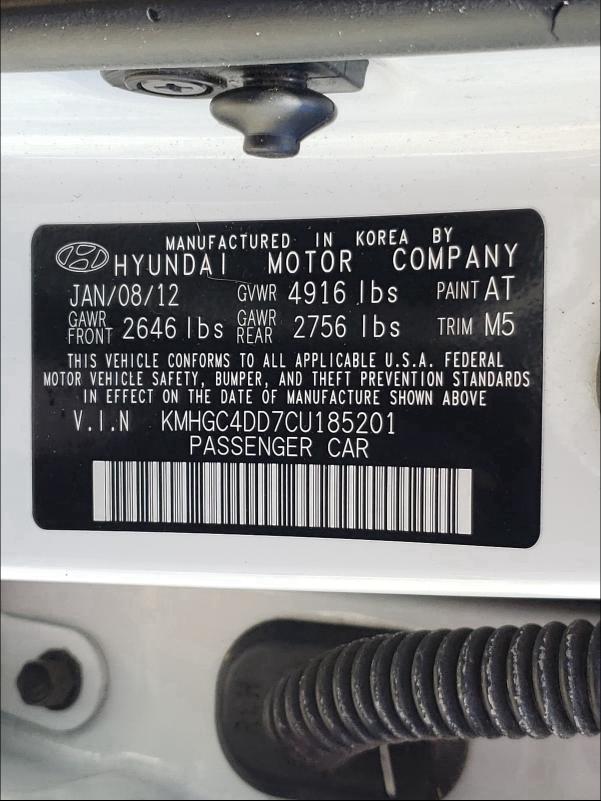 MANUFACTURED IN KOREA BY
HYUNDAI MOTOR COMPANY
JAN/08/12 GVWR 4916 lbs PAINT AT
GAWR FRONT 2646 lbs GAWR REAR 2756 lbs TRIM M5
THIS VEHICLE CONFORMS TO ALL APPLICABLE U.S.A. FEDERAL
MOTOR VEHICLE SAFETY, BUMPER, AND THEFT PREVENTION STANDARDS
IN EFFECT ON THE DATE OF MANUFACTURE SHOWN ABOVE
V.I.N KMHGC4DD7CU185201
PASSENGER CAR